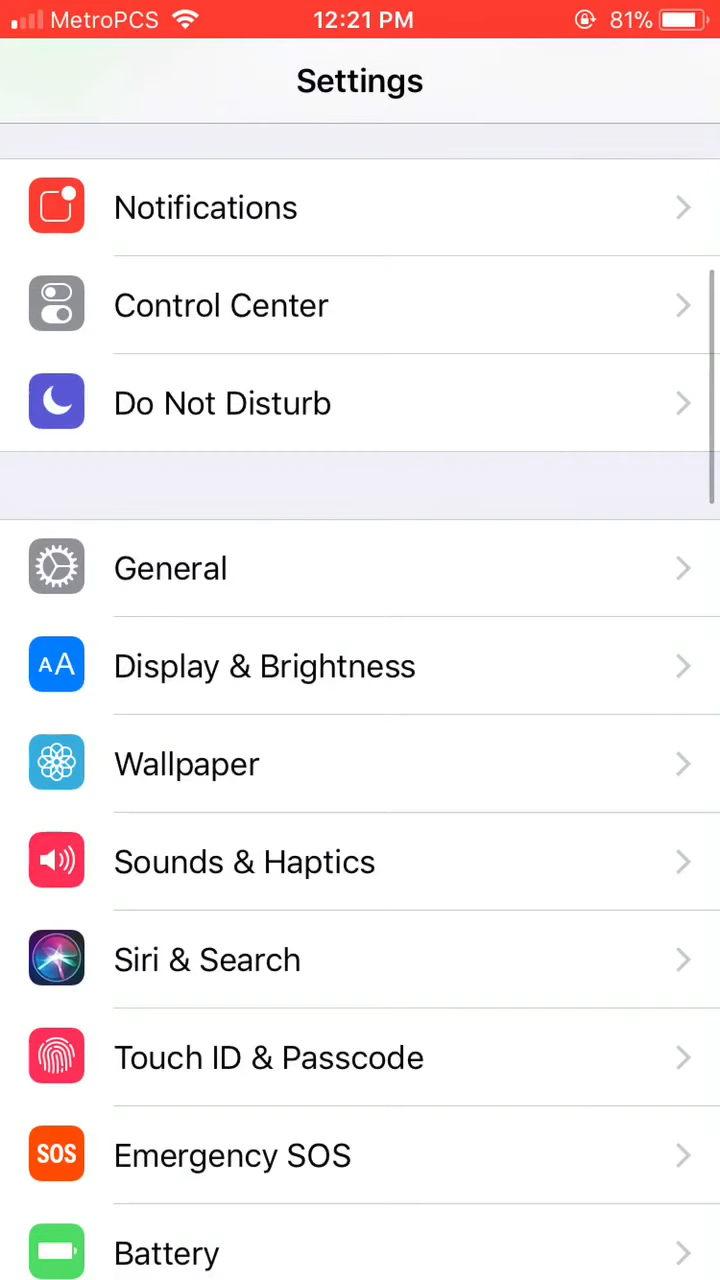 MetroPCS 12:21 PM 81%
Settings
Notifications
Control Center
Do Not Disturb
General
AA Display & Brightness
Wallpaper
Sounds & Haptics
Siri & Search
Touch ID & Passcode
SOS Emergency SOS
Battery